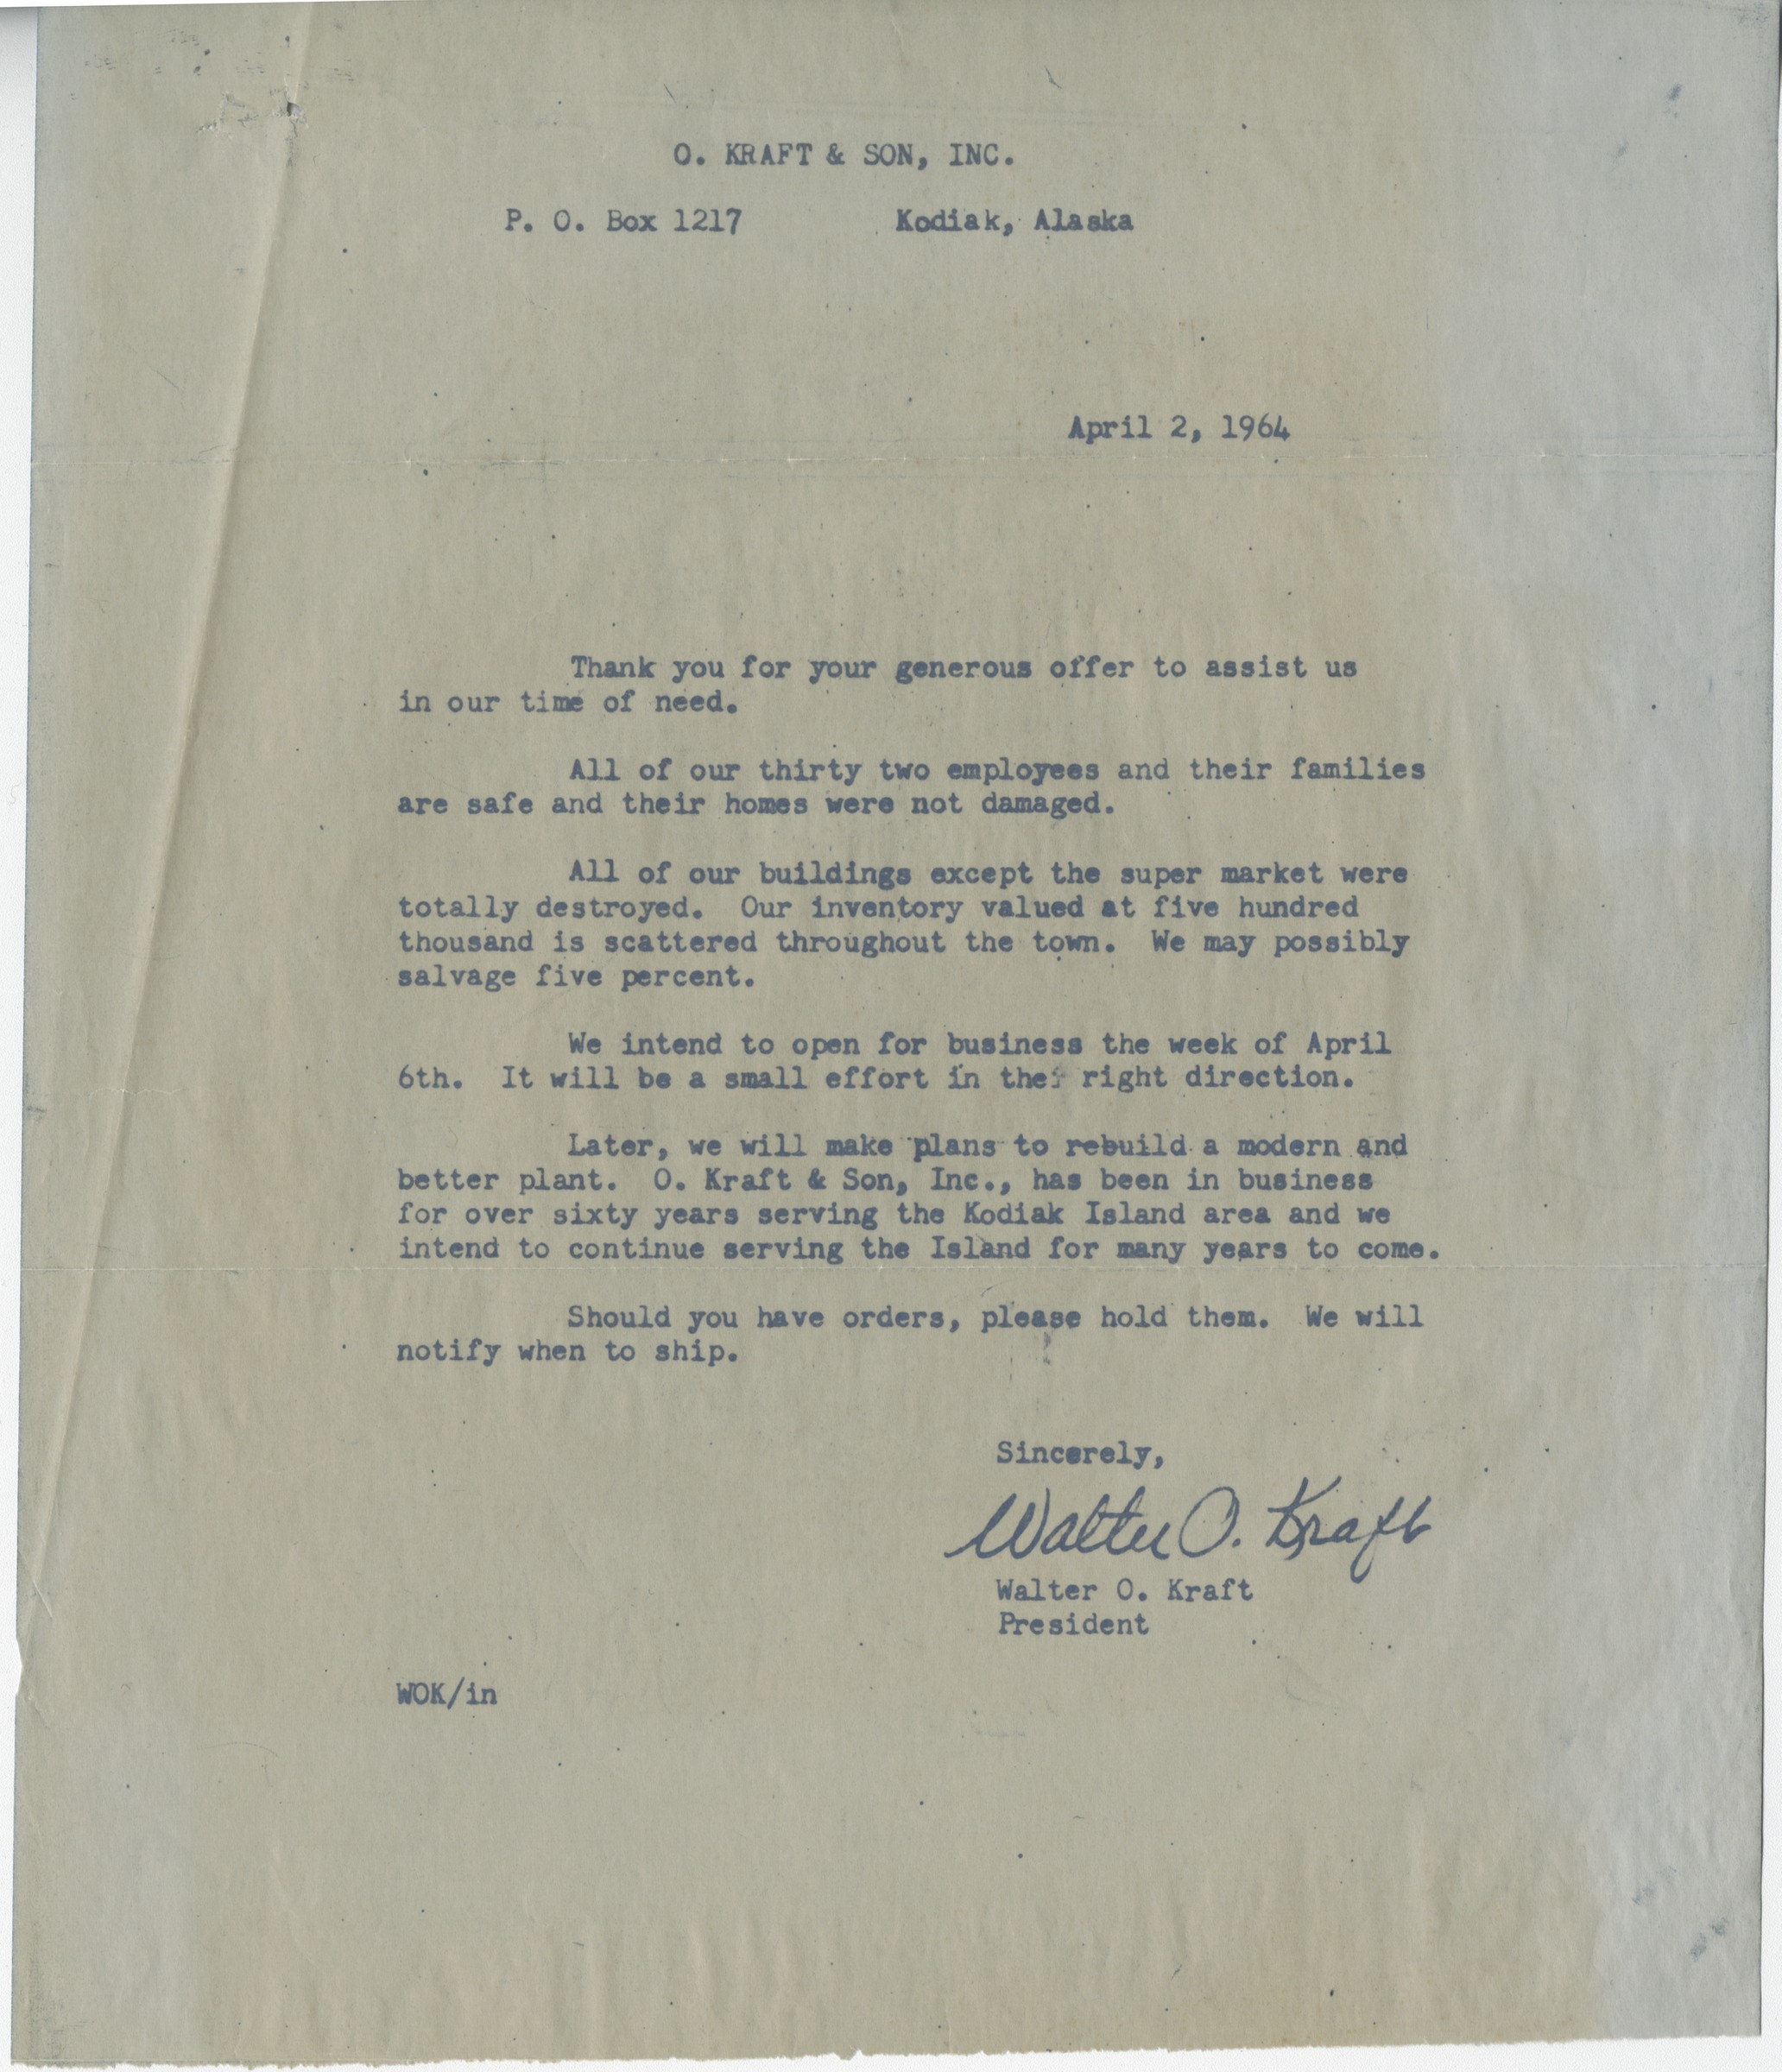 O. KRAFT & SON, INC.
P. O. Box 1217 Kodiak, Alaska
April 2, 1964
Thank you for your generous offer to assist us
in our time of need.
All of our thirty two employees and their families
are safe and their homes were not damaged.
All of our buildings except the super market were
totally destroyed. Our inventory valued at five hundred
thousand is scattered throughout the town. We may possibly
salvage five percent.
We intend to open for business the week of April
6th. It will be a small effort in the right direction.
Later, we will make plans to rebuild a modern and
better plant. O. Kraft & Son, Inc., has been in business
for over sixty years serving the Kodiak Island area and we
intend to continue serving the Island for many years to come.
Should you have orders, please hold them. We will
notify when to ship.
Sincerely,
Walter O. Kraft
Walter O. Kraft
President
WOK/in